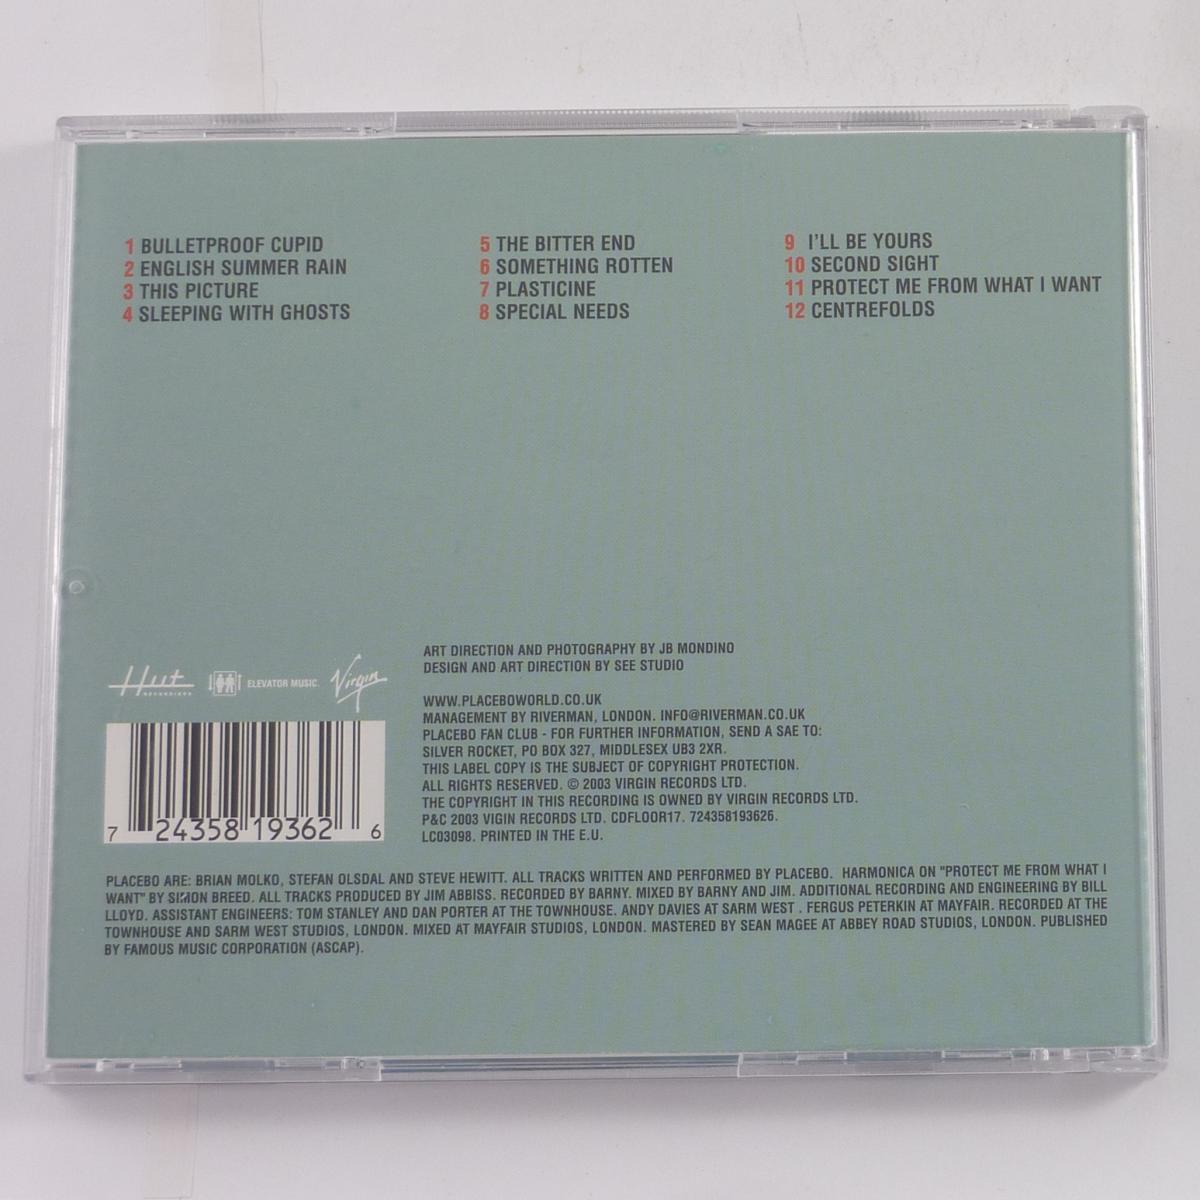 1 BULLETPROOF CUPID
2 ENGLISH SUMMER RAIN
3 THIS PICTURE
4 SLEEPING WITH GHOSTS
5 THE BITTER END
6 SOMETHING ROTTEN
7 PLASTICINE
8 SPECIAL NEEDS
9 I'LL BE YOURS
10 SECOND SIGHT
11 PROTECT ME FROM WHAT I WANT
12 CENTREFOLDS
Hut
RECORDINGS
ELEVATOR MUSIC.
Virgin
7 24358 19362 6
ART DIRECTION AND PHOTOGRAPHY BY JB MONDINO
DESIGN AND ART DIRECTION BY SEE STUDIO
WWW.PLACEBOWORLD.CO.UK
MANAGEMENT BY RIVERMAN, LONDON. INFO@RIVERMAN.CO.UK
PLACEBO FAN CLUB - FOR FURTHER INFORMATION, SEND A SAE TO:
SILVER ROCKET, PO BOX 327, MIDDLESEX UB3 2XR.
THIS LABEL COPY IS THE SUBJECT OF COPYRIGHT PROTECTION.
ALL RIGHTS RESERVED. © 2003 VIRGIN RECORDS LTD.
THE COPYRIGHT IN THIS RECORDING IS OWNED BY VIRGIN RECORDS LTD.
P&C 2003 VIGIN RECORDS LTD. CDFLOOR17. 724358193626.
LC03098. PRINTED IN THE E.U.
PLACEBO ARE: BRIAN MOLKO, STEFAN OLSDAL AND STEVE HEWITT. ALL TRACKS WRITTEN AND PERFORMED BY PLACEBO. HARMONICA ON "PROTECT ME FROM WHAT I
WANT" BY SIMON BREED. ALL TRACKS PRODUCED BY JIM ABBISS. RECORDED BY BARNY. MIXED BY BARNY AND JIM. ADDITIONAL RECORDING AND ENGINEERING BY BILL
LLOYD. ASSISTANT ENGINEERS: TOM STANLEY AND DAN PORTER AT THE TOWNHOUSE. ANDY DAVIES AT SARM WEST . FERGUS PETERKIN AT MAYFAIR. RECORDED AT THE
TOWNHOUSE AND SARM WEST STUDIOS, LONDON. MIXED AT MAYFAIR STUDIOS, LONDON. MASTERED BY SEAN MAGEE AT ABBEY ROAD STUDIOS, LONDON. PUBLISHED
BY FAMOUS MUSIC CORPORATION (ASCAP).